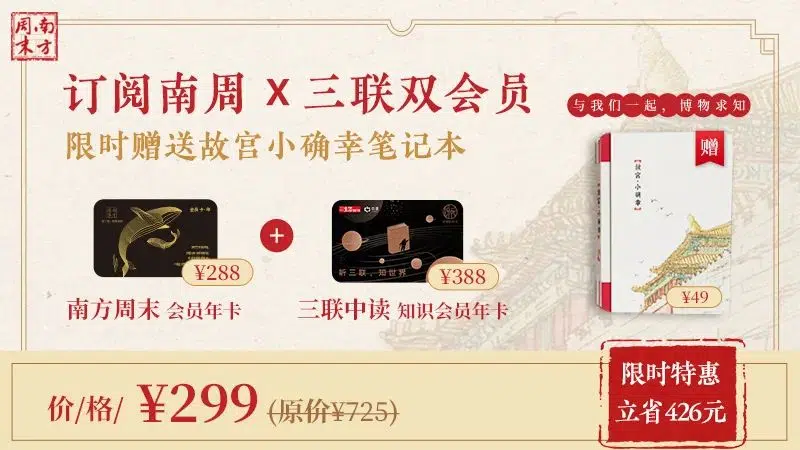 南方周末
订阅南周 X 三联双会员
限时赠送故宫小确幸笔记本
与我们一起，博物求知
赠
故宫·小确幸
¥288
¥388
听三联，知世界
¥49
南方周末 会员年卡
三联中读 知识会员年卡
价/格/ ¥299 (原价¥725)
限时特惠
立省426元